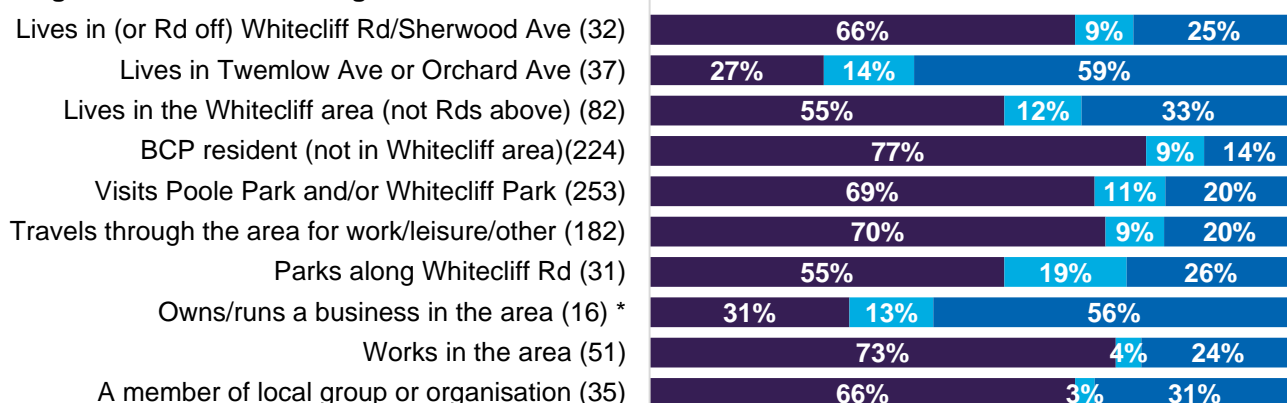 Lives in (or Rd off) Whitecliff Rd/Sherwood Ave (32) 66% 9% 25%
Lives in Twemlow Ave or Orchard Ave (37) 27% 14% 59%
Lives in the Whitecliff area (not Rds above) (82) 55% 12% 33%
BCP resident (not in Whitecliff area)(224) 77% 9% 14%
Visits Poole Park and/or Whitecliff Park (253) 69% 11% 20%
Travels through the area for work/leisure/other (182) 70% 9% 20%
Parks along Whitecliff Rd (31) 55% 19% 26%
Owns/runs a business in the area (16) * 31% 13% 56%
Works in the area (51) 73% 4% 24%
A member of local group or organisation (35) 66% 3% 31%